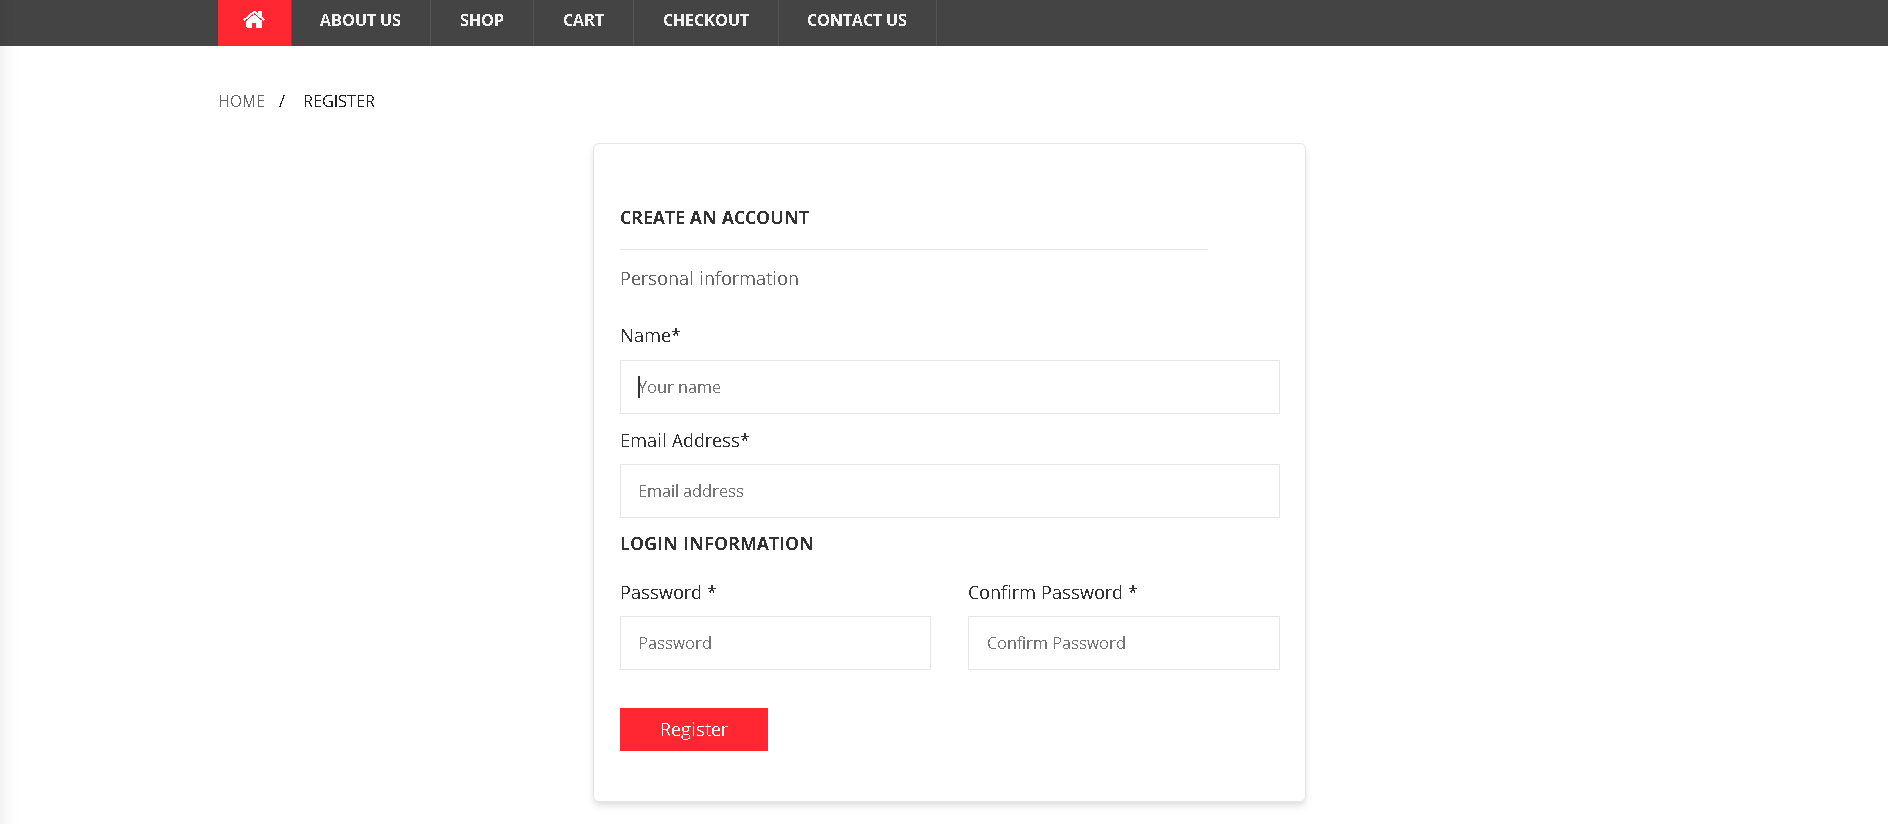 ABOUT US SHOP CART CHECKOUT CONTACT US
HOME / REGISTER
CREATE AN ACCOUNT
Personal information
Name*
Your name
Email Address*
Email address
LOGIN INFORMATION
Password * Confirm Password *
Password Confirm Password
Register